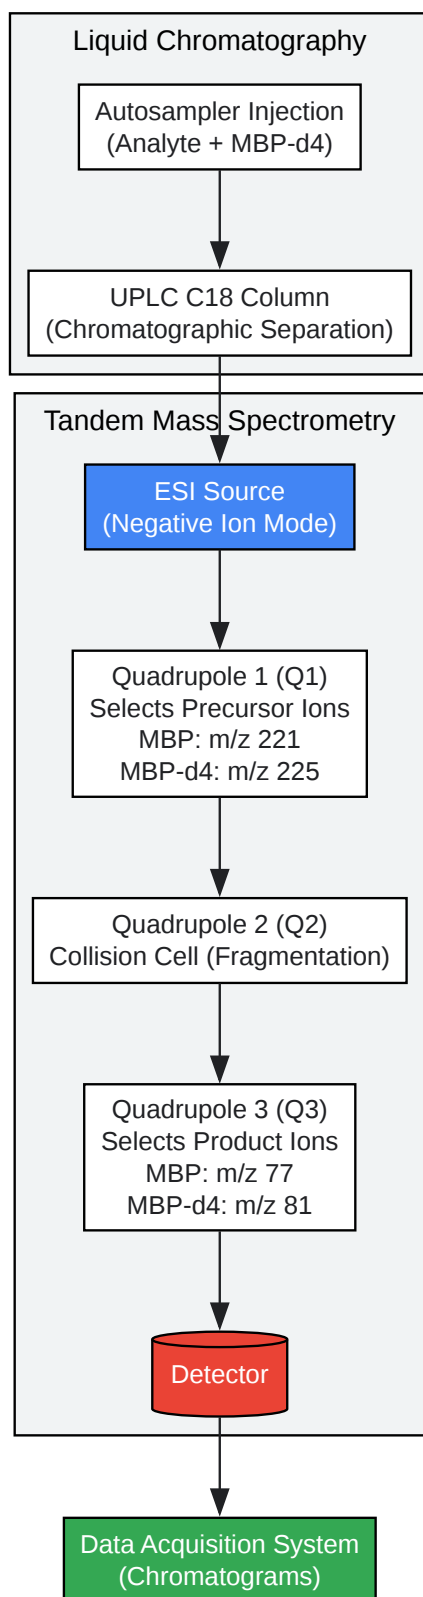 Liquid Chromatography
Autosampler Injection
(Analyte + MBP-d4)
UPLC C18 Column
(Chromatographic Separation)
Tandem Mass Spectrometry
ESI Source
(Negative Ion Mode)
Quadrupole 1 (Q1)
Selects Precursor Ions
MBP: m/z 221
MBP-d4: m/z 225
Quadrupole 2 (Q2)
Collision Cell (Fragmentation)
Quadrupole 3 (Q3)
Selects Product Ions
MBP: m/z 77
MBP-d4: m/z 81
Detector
Data Acquisition System
(Chromatograms)